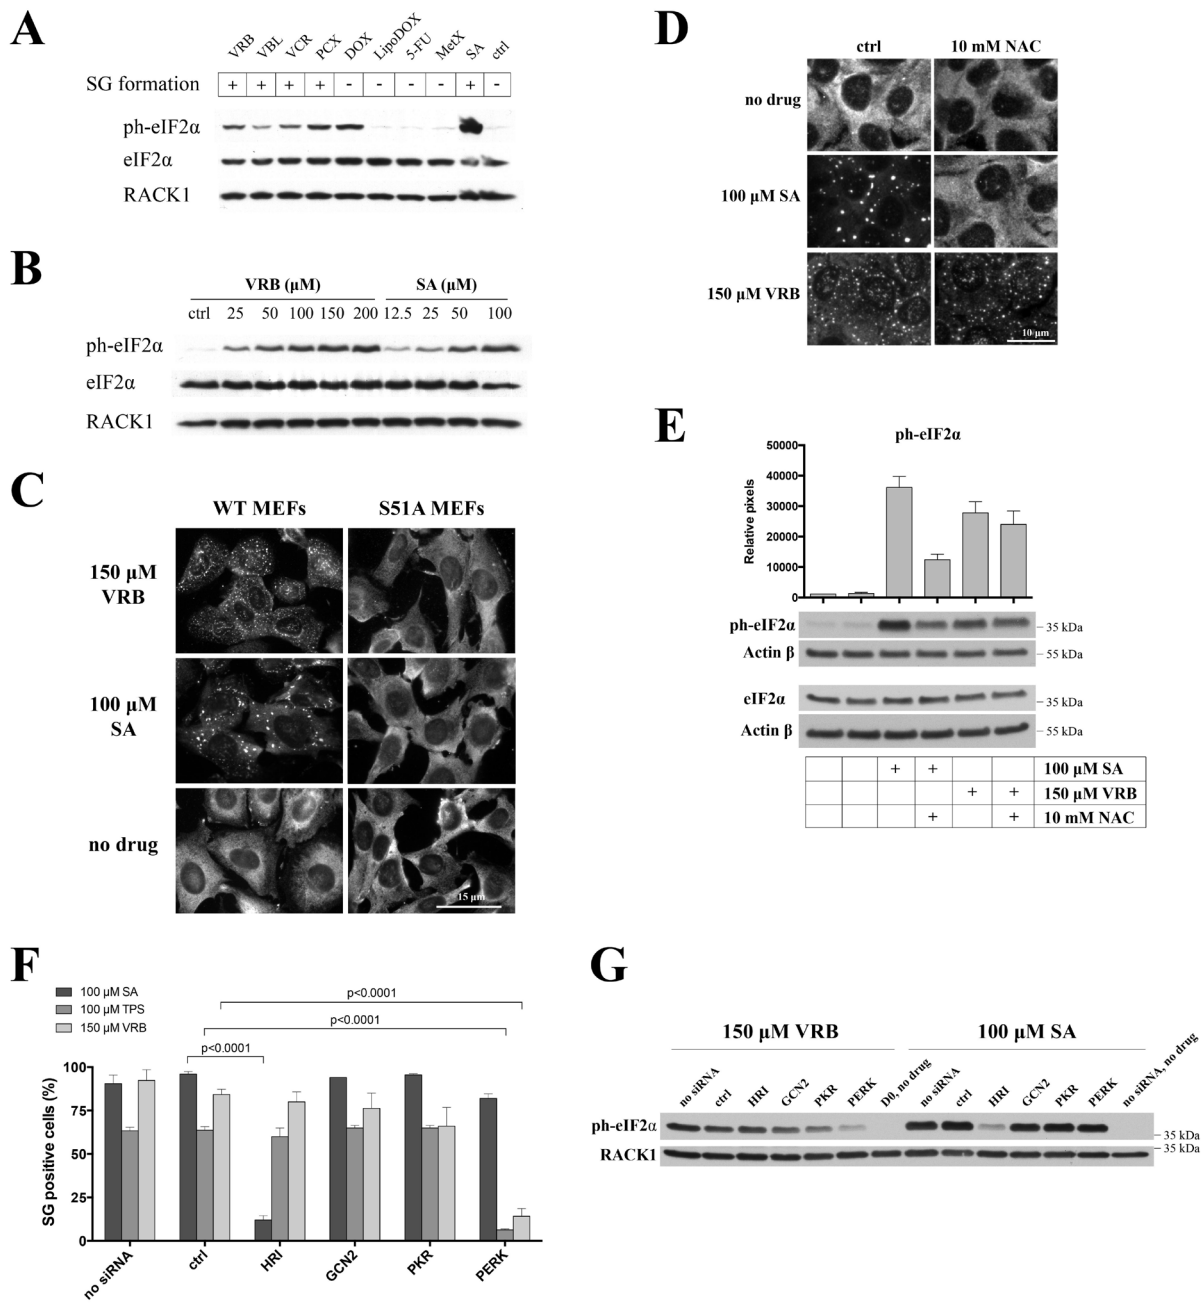 A
VRB VBL VCR PCX DOX LipoDOX 5-FU MetX SA ctrl
SG formation + + + + - - - - + -
ph-eIF2α
eIF2α
RACK1
B
VRB (µM) SA (µM)
ctrl 25 50 100 150 200 12.5 25 50 100
ph-eIF2α
eIF2α
RACK1
C
WT MEFs S51A MEFs
150 µM
VRB
100 µM
SA
no drug
15 µm
D
ctrl 10 mM NAC
no drug
100 µM SA
150 µM VRB
10 µm
E
ph-eIF2α
Relative pixels
50000
40000
30000
20000
10000
0
ph-eIF2α 35 kDa
Actin β 55 kDa
eIF2α 35 kDa
Actin β 55 kDa
+ + 100 µM SA
+ + 150 µM VRB
+ + 10 mM NAC
F
100 µM SA
100 µM TPS
150 µM VRB
p<0.0001
p<0.0001
p<0.0001
SG positive cells (%)
100
75
50
25
0
no siRNA ctrl HRI GCN2 PKR PERK
G
150 µM VRB 100 µM SA
no siRNA ctrl HRI GCN2 PKR PERK D0, no drug no siRNA ctrl HRI GCN2 PKR PERK no siRNA, no drug
ph-eIF2α 35 kDa
RACK1 35 kDa